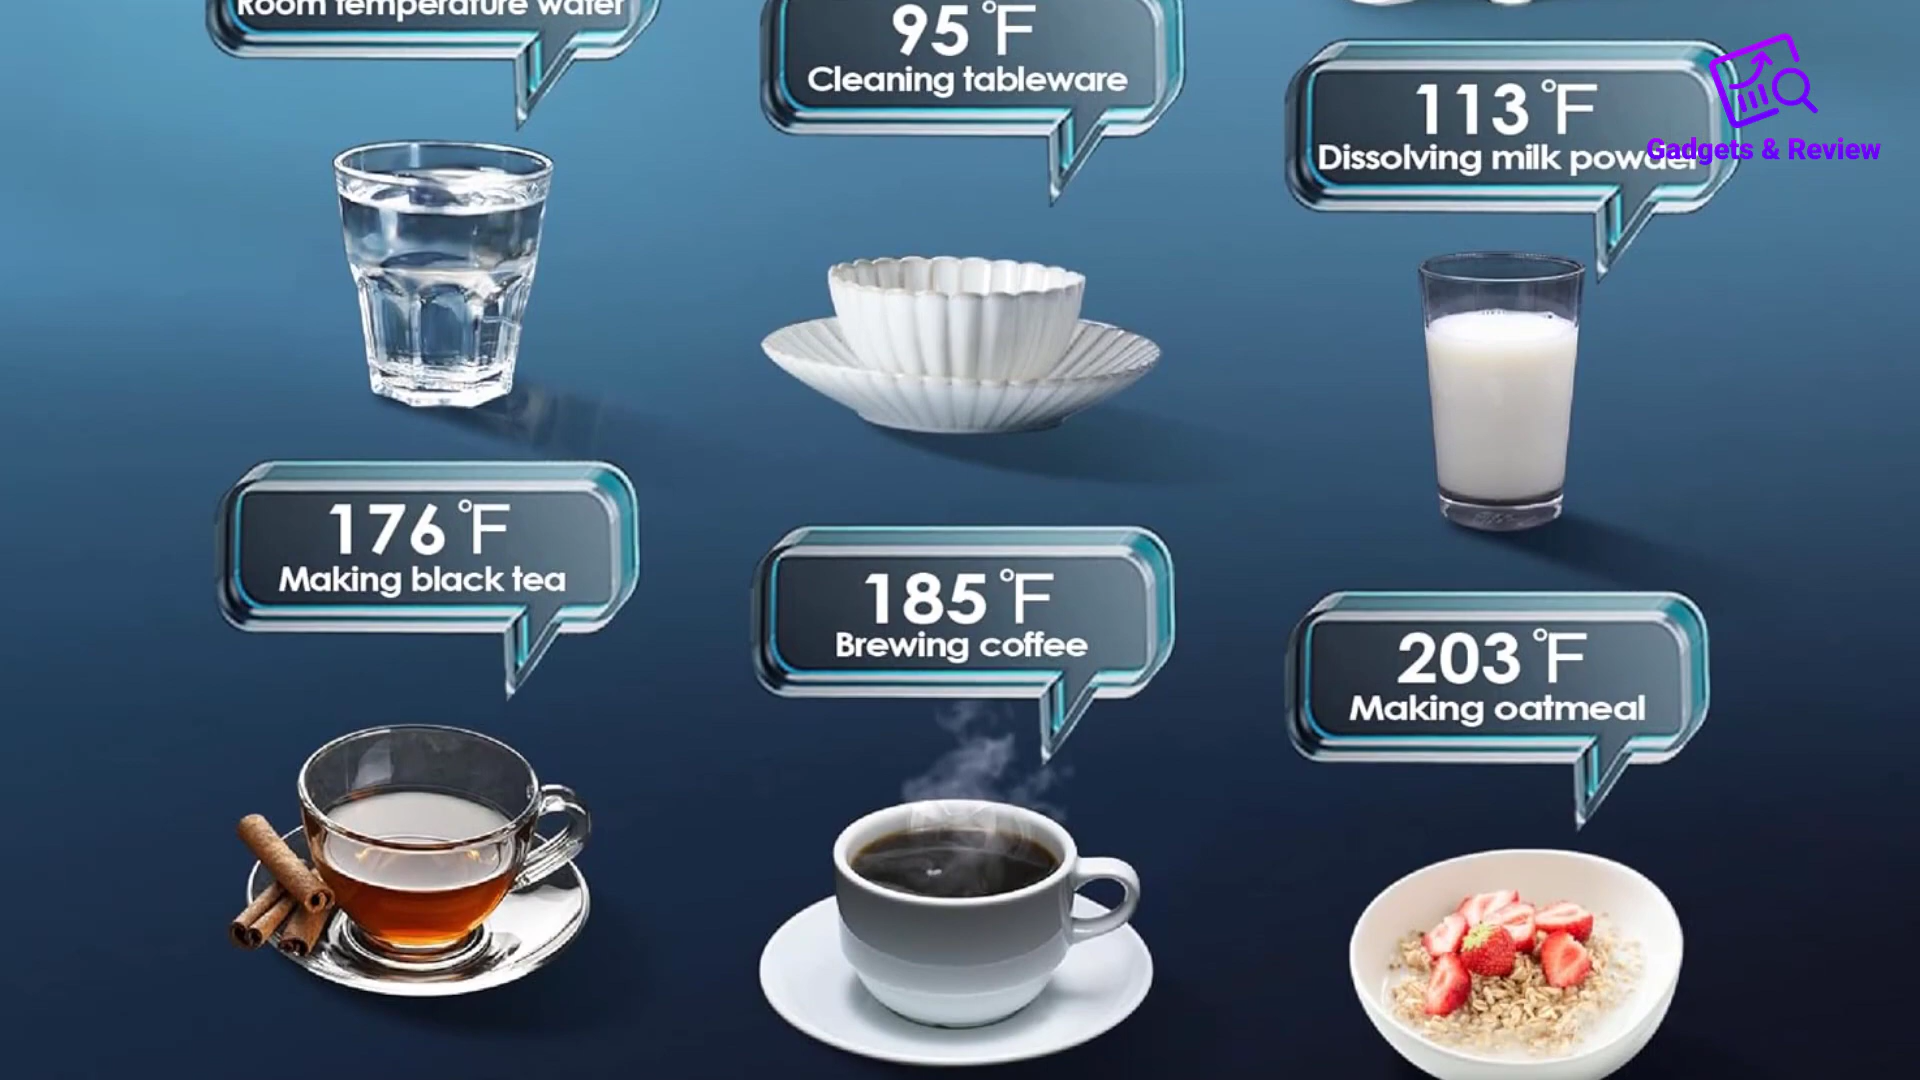 Room temperature water
95°F
Cleaning tableware
113°F
Dissolving milk powder
Gadgets & Review
176°F
Making black tea
185°F
Brewing coffee
203°F
Making oatmeal